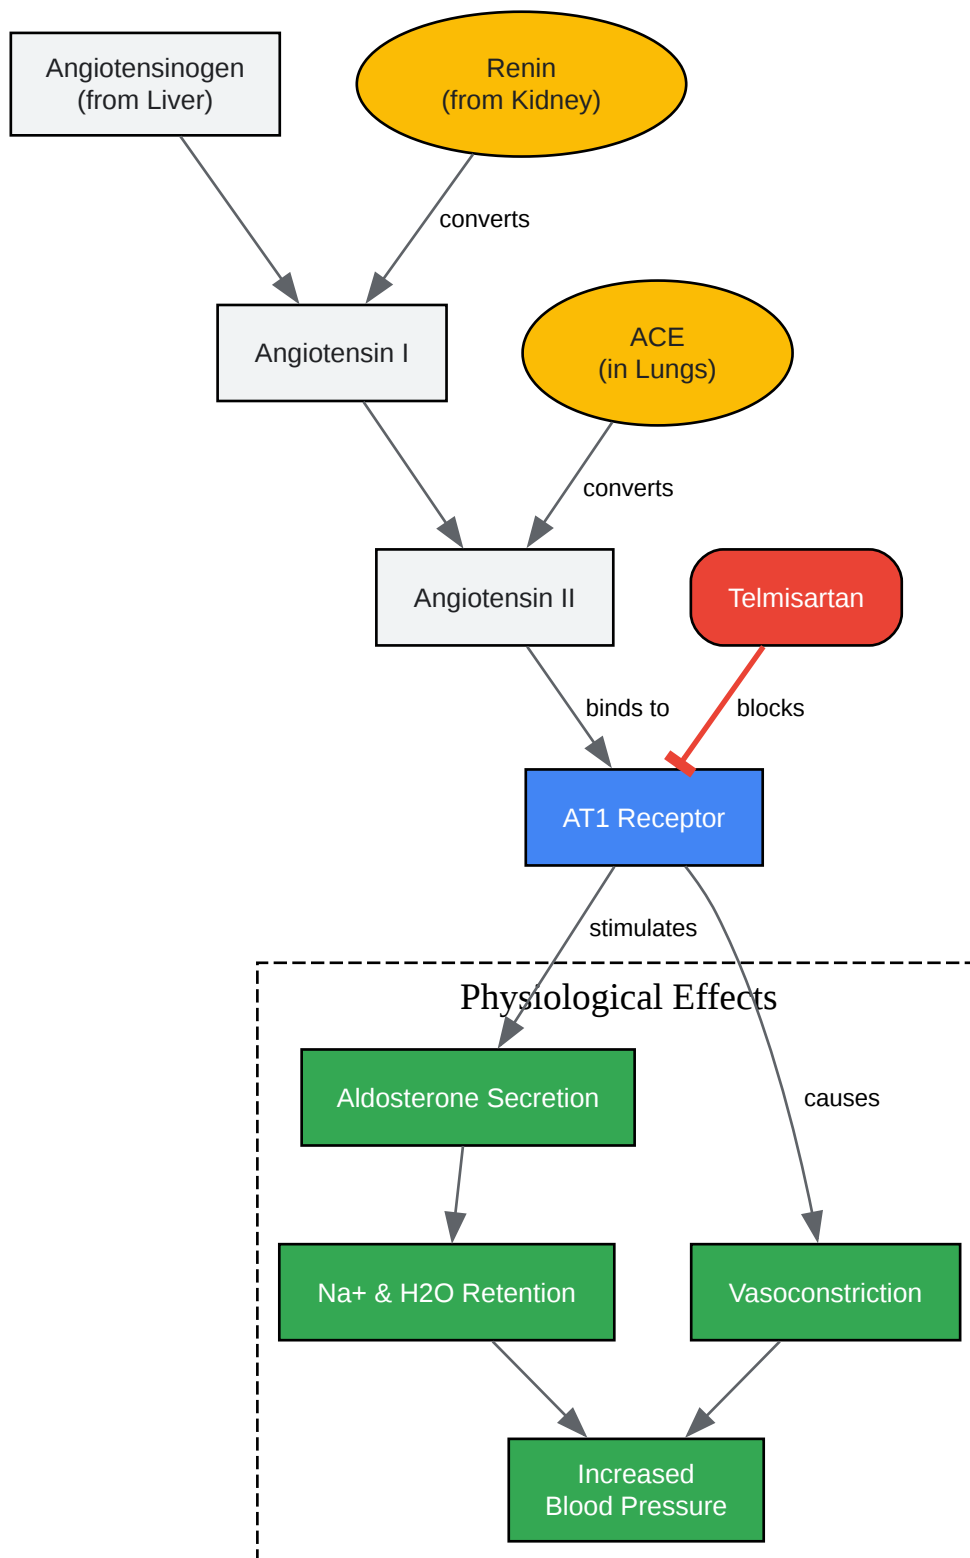 Angiotensinogen
(from Liver)
Renin
(from Kidney)
converts
Angiotensin I
ACE
(in Lungs)
converts
Angiotensin II
Telmisartan
binds to
blocks
AT1 Receptor
stimulates
Physiological Effects
Aldosterone Secretion
causes
Na+ & H2O Retention
Vasoconstriction
Increased
Blood Pressure